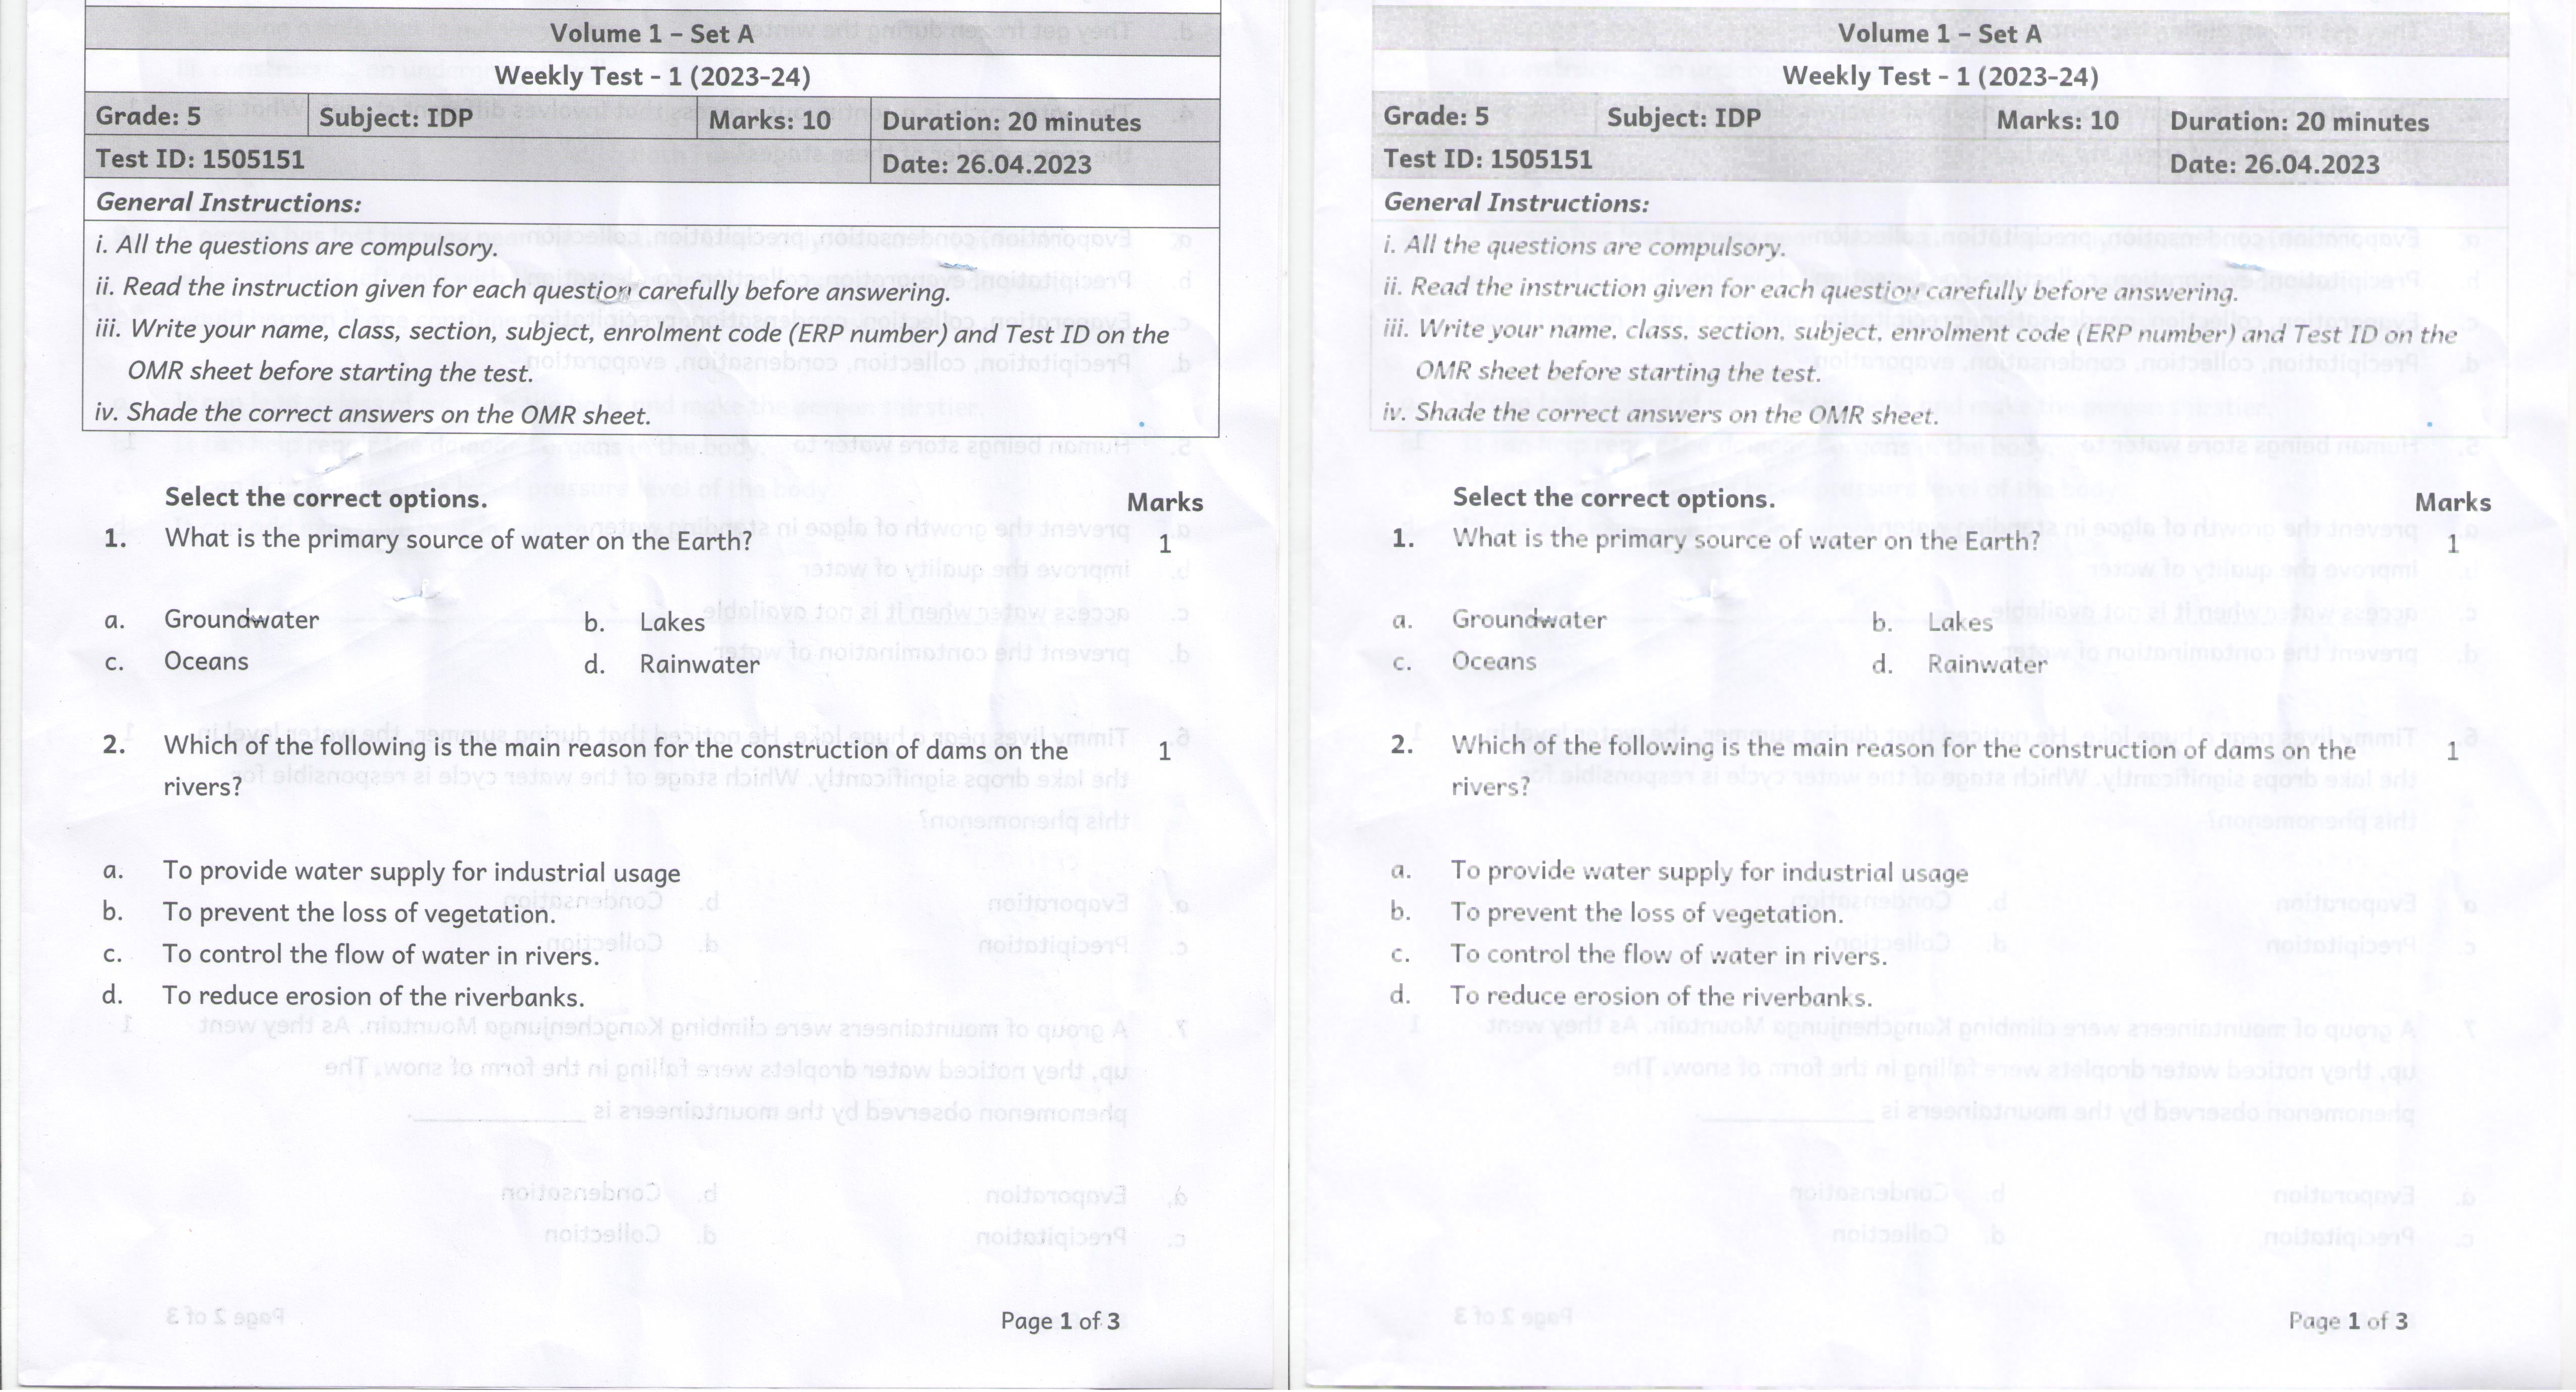 Volume 1 – Set A
Weekly Test - 1 (2023-24)
Grade: 5 Subject: IDP Marks: 10 Duration: 20 minutes
Test ID: 1505151 Date: 26.04.2023
General Instructions:
i. All the questions are compulsory.
ii. Read the instruction given for each question carefully before answering.
iii. Write your name, class, section, subject, enrolment code (ERP number) and Test ID on the
OMR sheet before starting the test.
iv. Shade the correct answers on the OMR sheet.
Select the correct options. Marks
1. What is the primary source of water on the Earth? 1
a. Groundwater b. Lakes
c. Oceans d. Rainwater
2. Which of the following is the main reason for the construction of dams on the 1
rivers?
a. To provide water supply for industrial usage
b. To prevent the loss of vegetation.
c. To control the flow of water in rivers.
d. To reduce erosion of the riverbanks.
Page 1 of 3
Volume 1 – Set A
Weekly Test - 1 (2023-24)
Grade: 5 Subject: IDP Marks: 10 Duration: 20 minutes
Test ID: 1505151 Date: 26.04.2023
General Instructions:
i. All the questions are compulsory.
ii. Read the instruction given for each question carefully before answering.
iii. Write your name, class, section, subject, enrolment code (ERP number) and Test ID on the
OMR sheet before starting the test.
iv. Shade the correct answers on the OMR sheet.
Select the correct options. Marks
1. What is the primary source of water on the Earth? 1
a. Groundwater b. Lakes
c. Oceans d. Rainwater
2. Which of the following is the main reason for the construction of dams on the 1
rivers?
a. To provide water supply for industrial usage
b. To prevent the loss of vegetation.
c. To control the flow of water in rivers.
d. To reduce erosion of the riverbanks.
Page 1 of 3